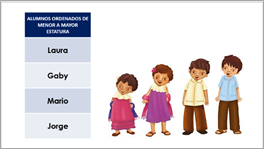 ALUMNOS ORDENADOS DE
MENOR A MAYOR
ESTATURA
Laura
Gaby
Mario
Jorge